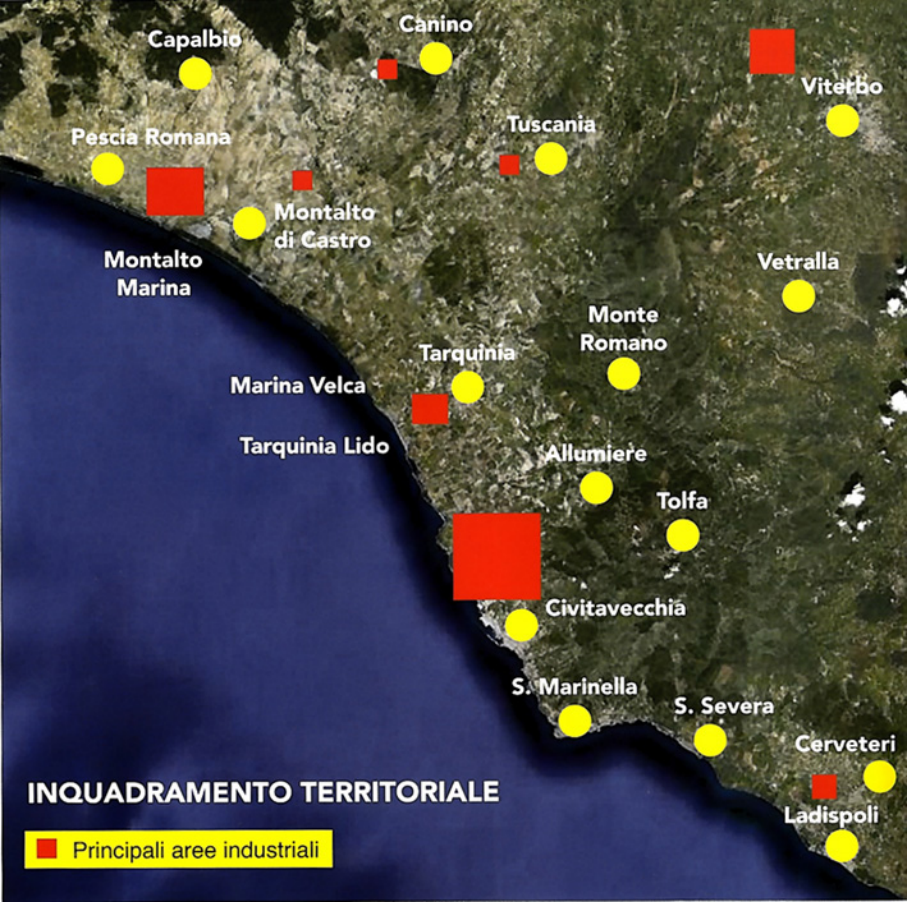 Canino
Capalbio
Viterbo
Tuscania
Pescia Romana
Montalto
di Castro
Montalto
Marina
Vetralla
Monte
Romano
Tarquinia
Marina Velca
Tarquinia Lido
Allumiere
Tolfa
Civitavecchia
S. Marinella
S. Severa
Cerveteri
Ladispoli
INQUADRAMENTO TERRITORIALE
Principali aree industriali